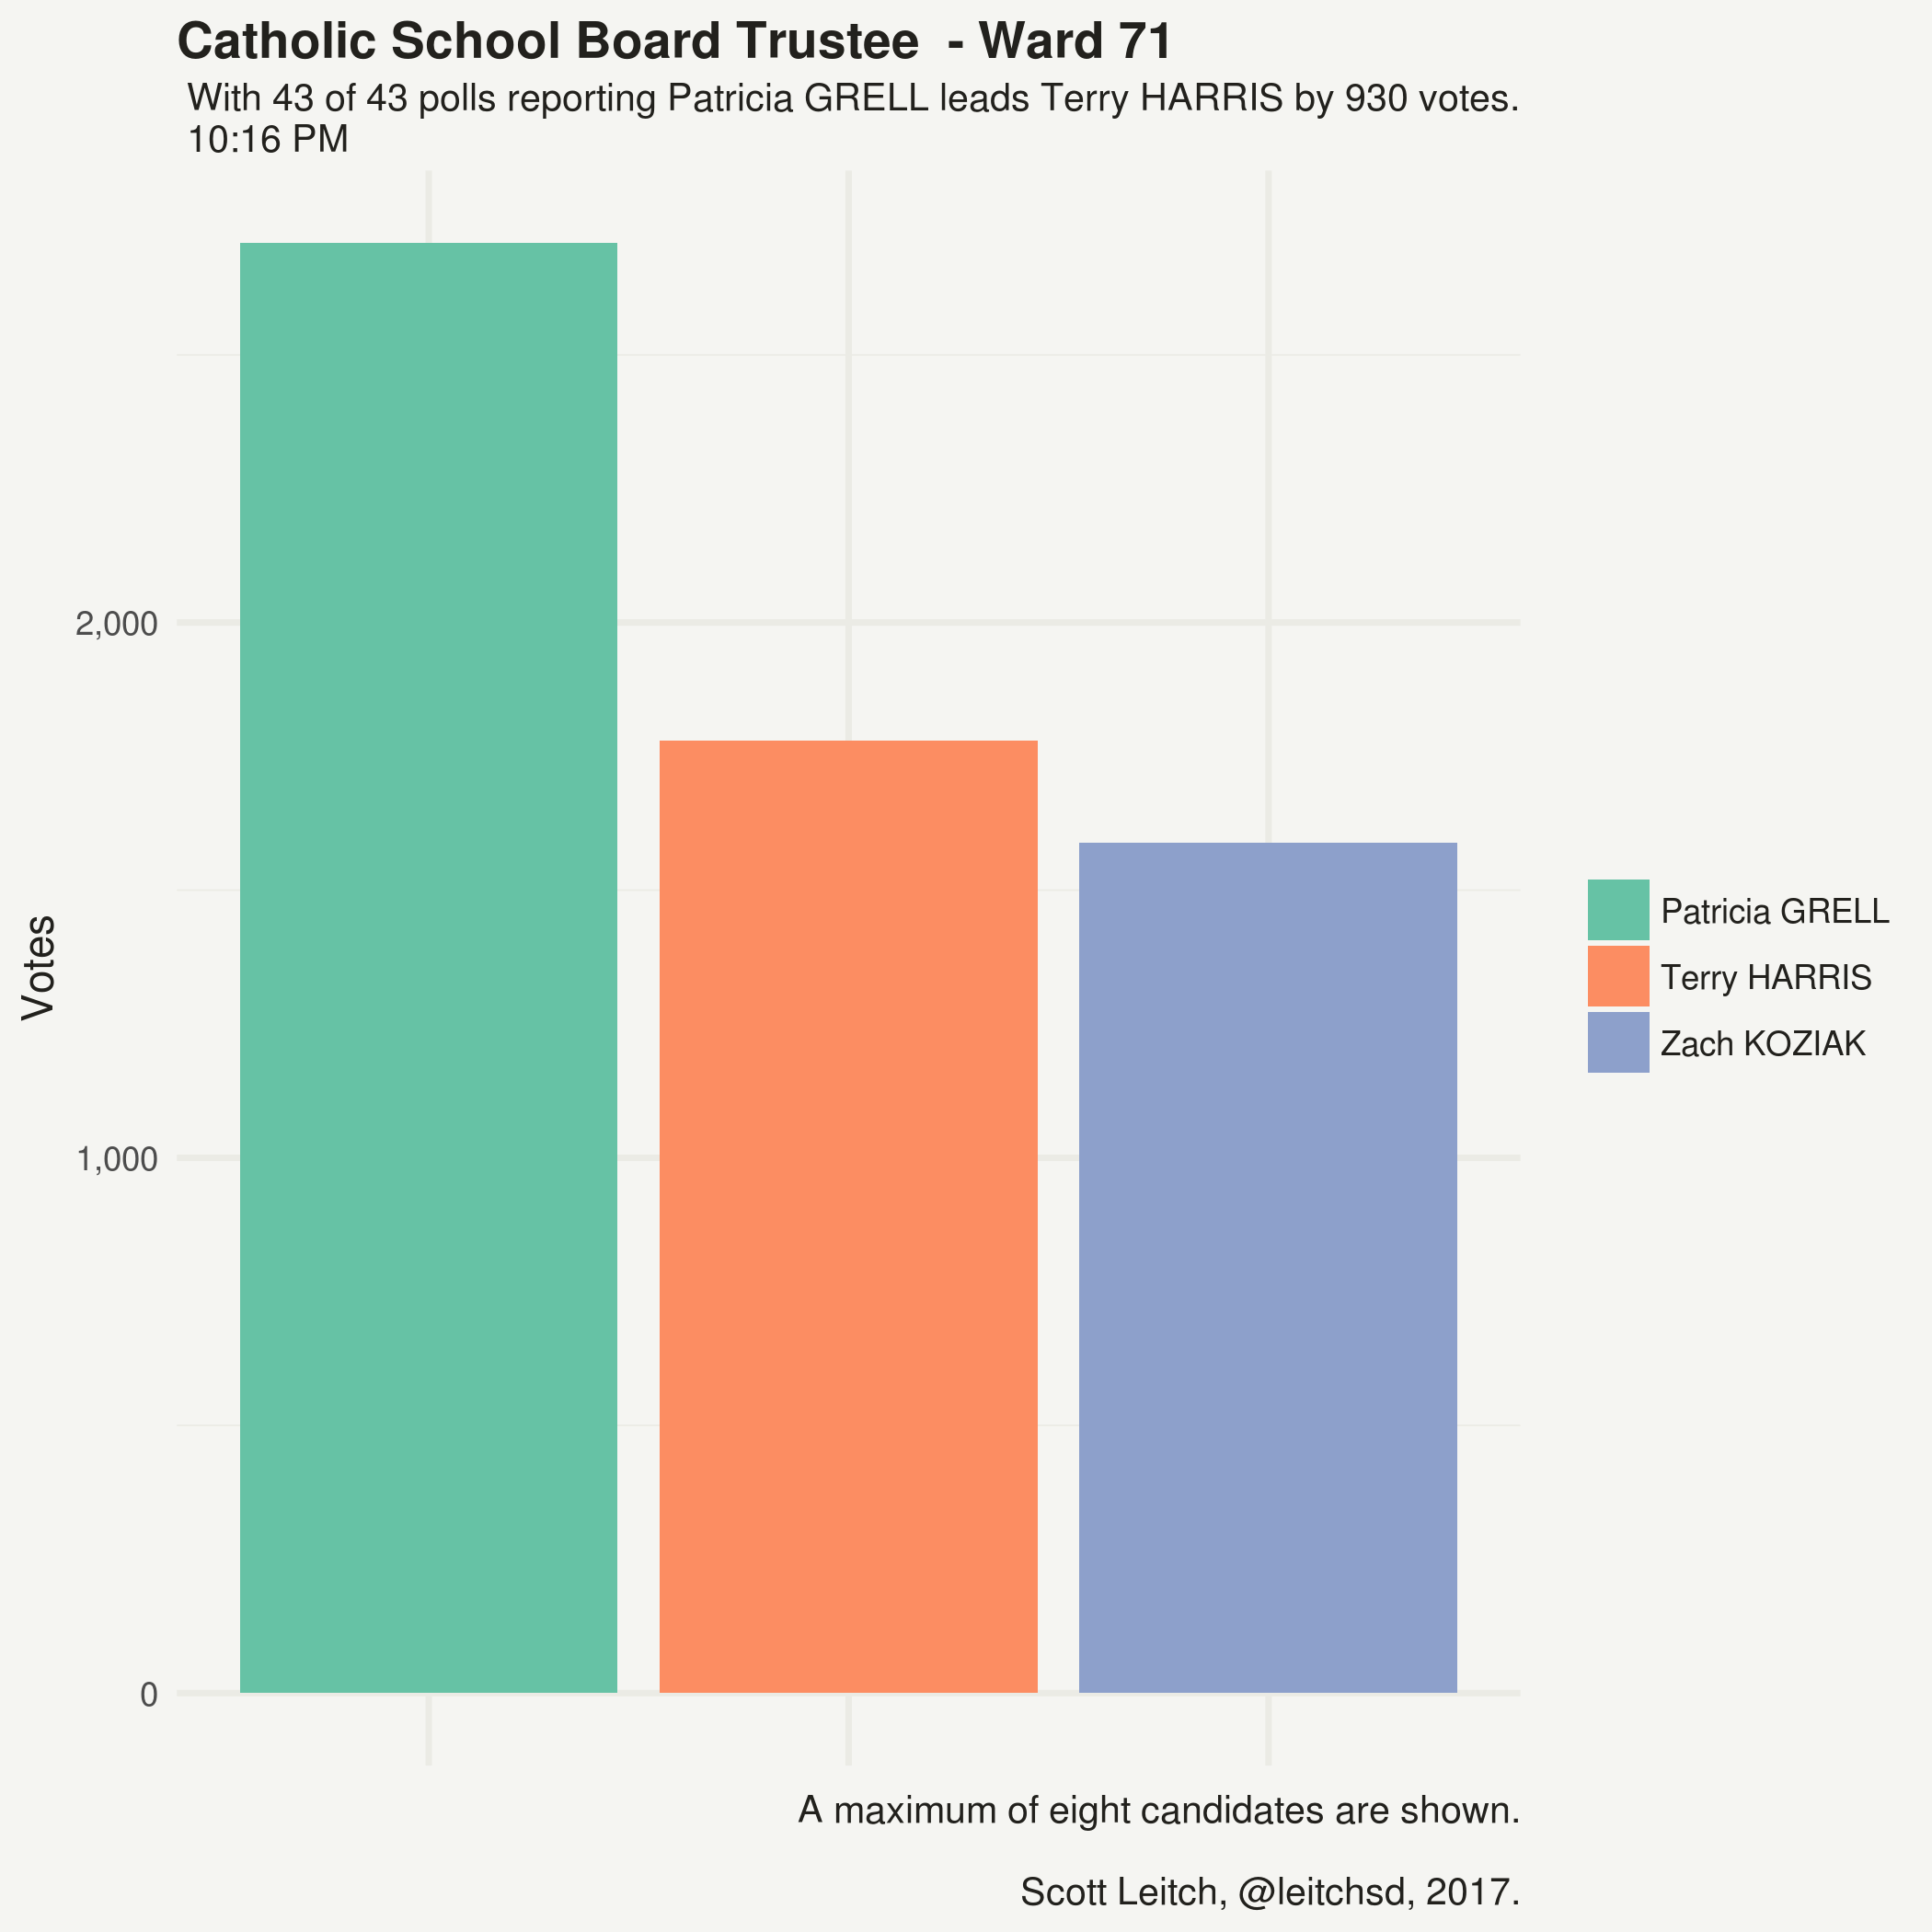 Catholic School Board Trustee  - Ward 71
With 43 of 43 polls reporting Patricia GRELL leads Terry HARRIS by 930 votes.
10:16 PM
2,000
1,000
0
Votes
Patricia GRELL
Terry HARRIS
Zach KOZIAK
A maximum of eight candidates are shown.
Scott Leitch, @leitchsd, 2017.